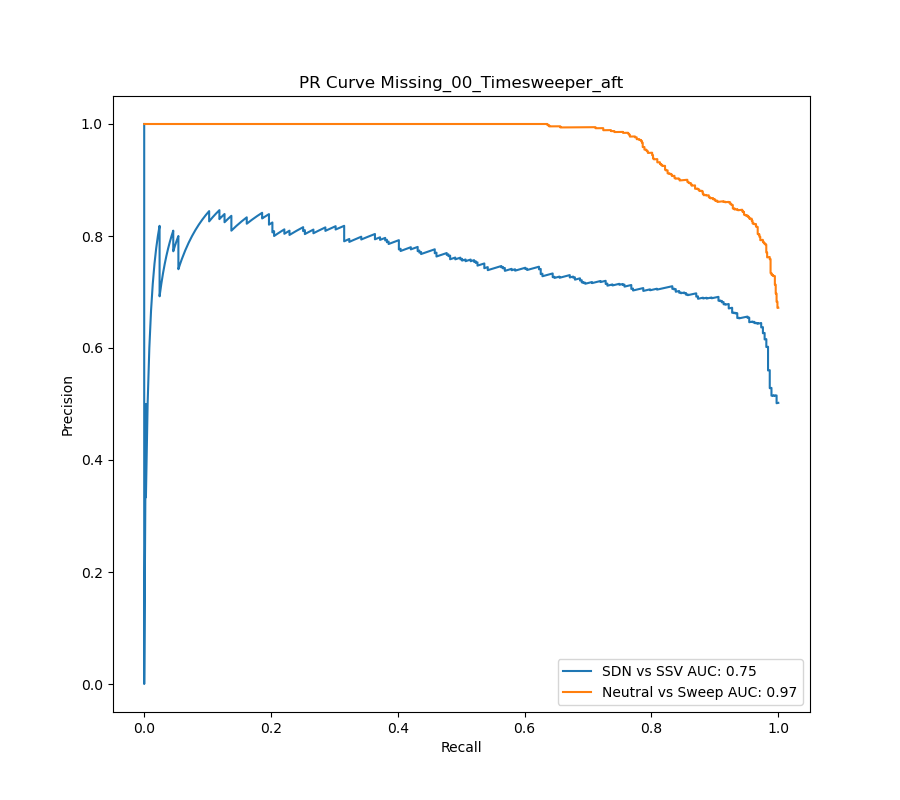 PR Curve Missing_00_Timesweeper_aft
1.0
0.8
0.6
0.4
0.2
0.0
Precision
0.0 0.2 0.4 0.6 0.8 1.0
Recall
SDN vs SSV AUC: 0.75
Neutral vs Sweep AUC: 0.97